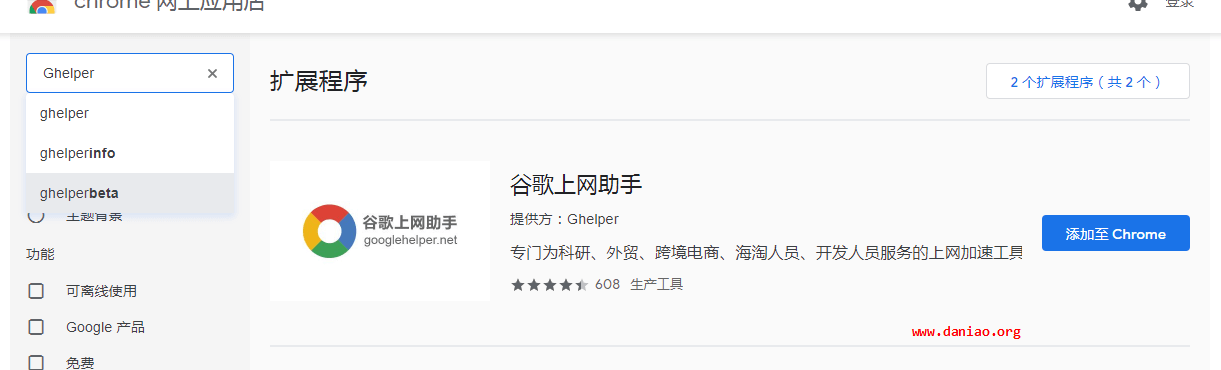 chrome 网上应用店
登录
Ghelper
ghelper
ghelperinfo
ghelperbeta
主题背景
功能
可离线使用
Google 产品
免费
扩展程序
2 个扩展程序 ( 共 2 个 )
谷歌上网助手
googlehelper.net
谷歌上网助手
提供方：Ghelper
专门为科研、外贸、跨境电商、海淘人员、开发人员服务的上网加速工具
608 生产工具
添加至 Chrome
www.daniao.org